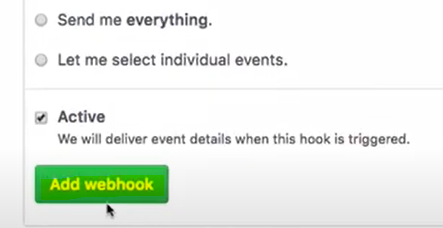 Send me everything.
Let me select individual events.
Active
We will deliver event details when this hook is triggered.
Add webhook